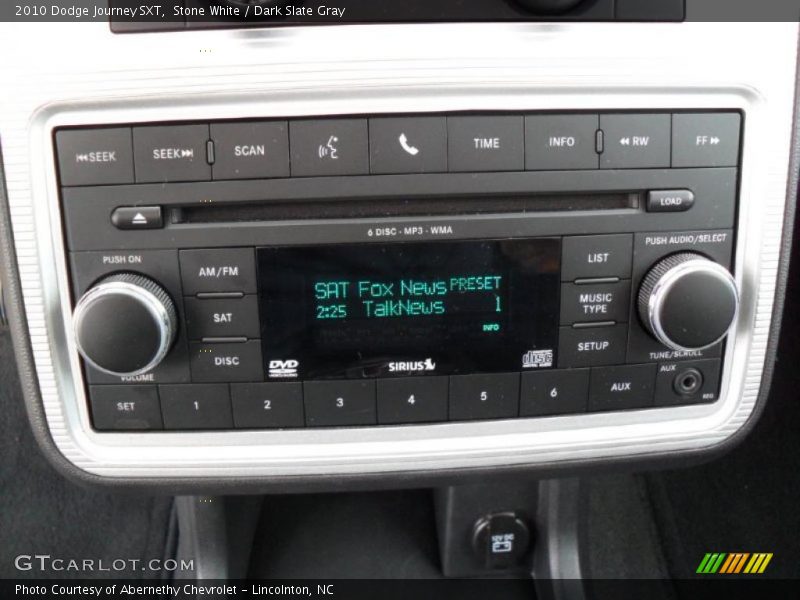 2010 Dodge Journey SXT, Stone White / Dark Slate Gray
SEEK SEEK SCAN TIME INFO RW FF
LOAD
6 DISC - MP3 - WMA
PUSH ON
VOLUME
AM/FM
SAT
DISC
SAT Fox News PRESET
2:25 TalkNews 1
INFO
DVD
SIRIUS
disc
LIST
MUSIC
TYPE
SETUP
PUSH AUDIO/SELECT
TUNE/SCROLL
SET 1 2 3 4 5 6 AUX
AUX
12V DC
GTCARLOT.COM
Photo Courtesy of Abernethy Chevrolet - Lincolnton, NC